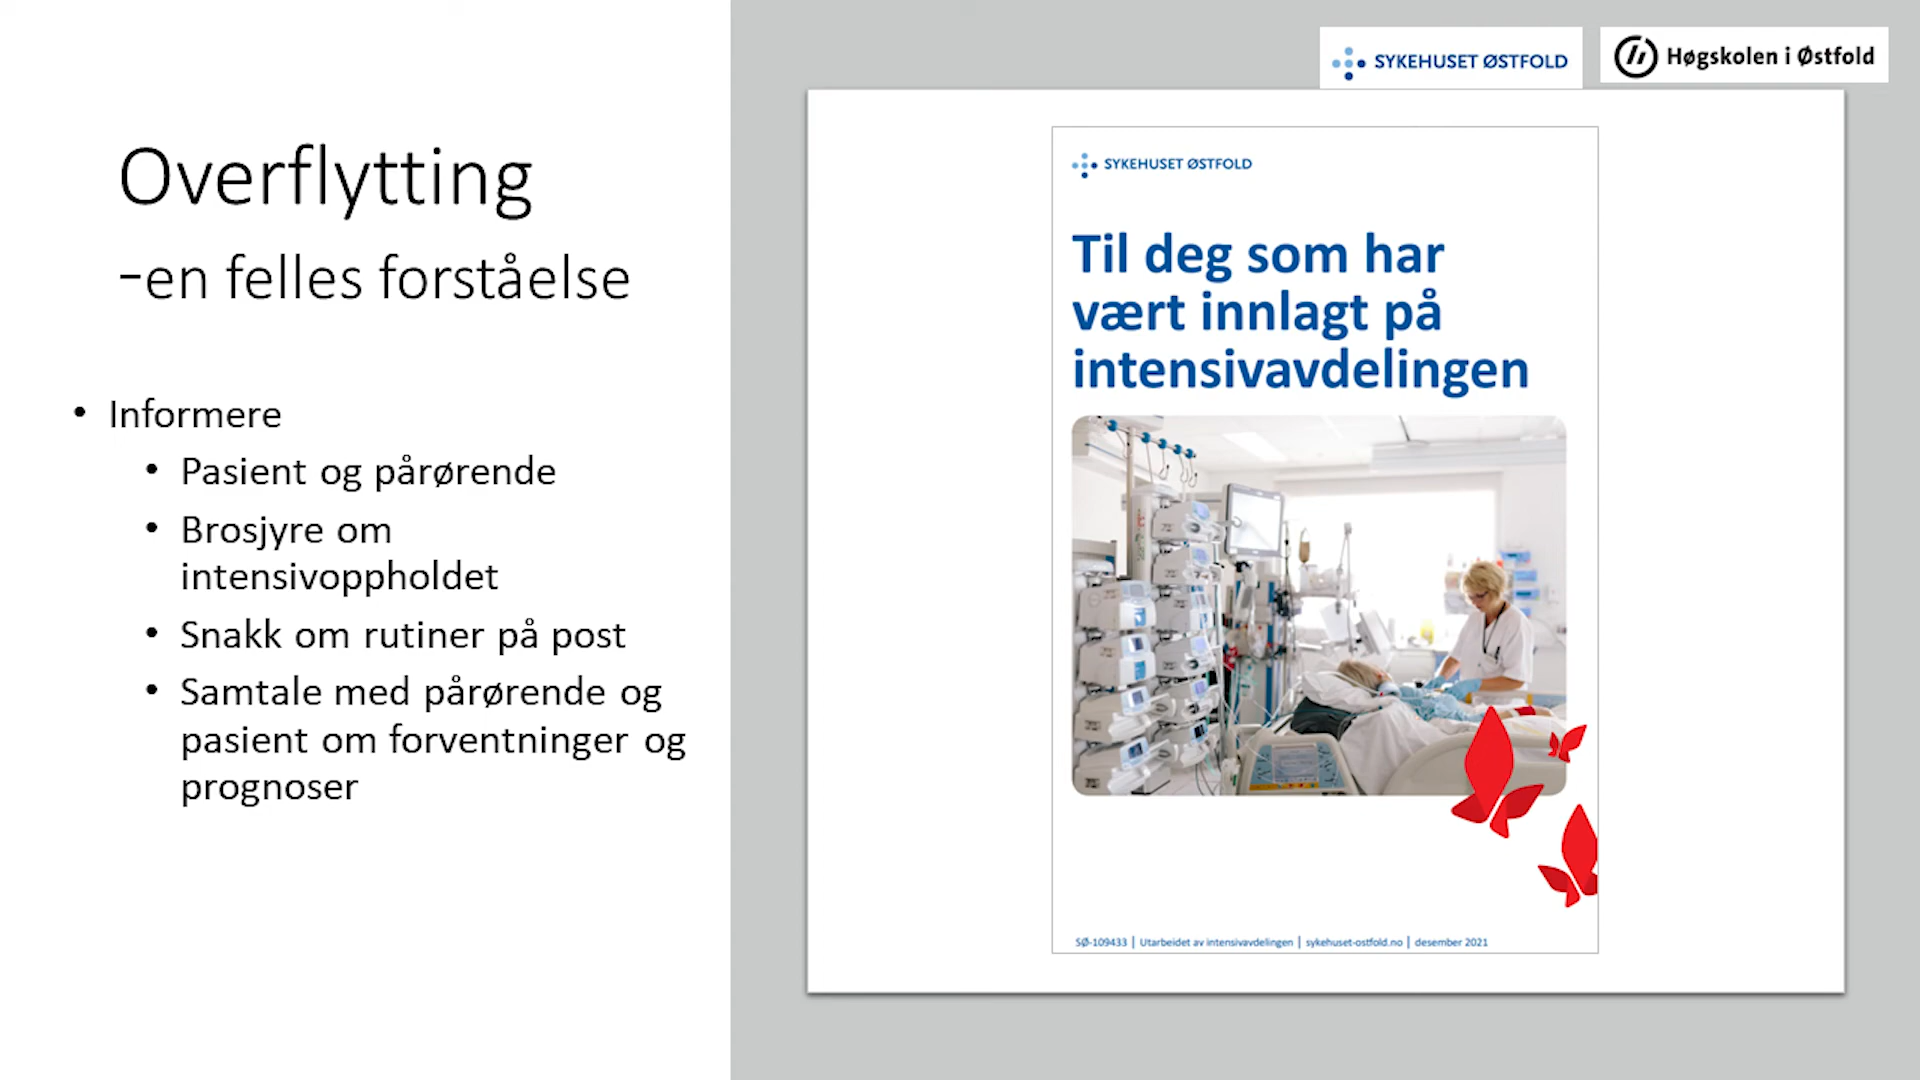 SYKEHUSET ØSTFOLD
Høgskolen i Østfold
Overflytting
-en felles forståelse
• Informere
• Pasient og pårørende
• Brosjyre om
intensivoppholdet
• Snakk om rutiner på post
• Samtale med pårørende og
pasient om forventninger og
prognoser
SYKEHUSET ØSTFOLD
Til deg som har
vært innlagt på
intensivavdelingen
SØ-109433 | Utarbeidet av intensivavdelingen | sykehuset-ostfold.no | desember 2021